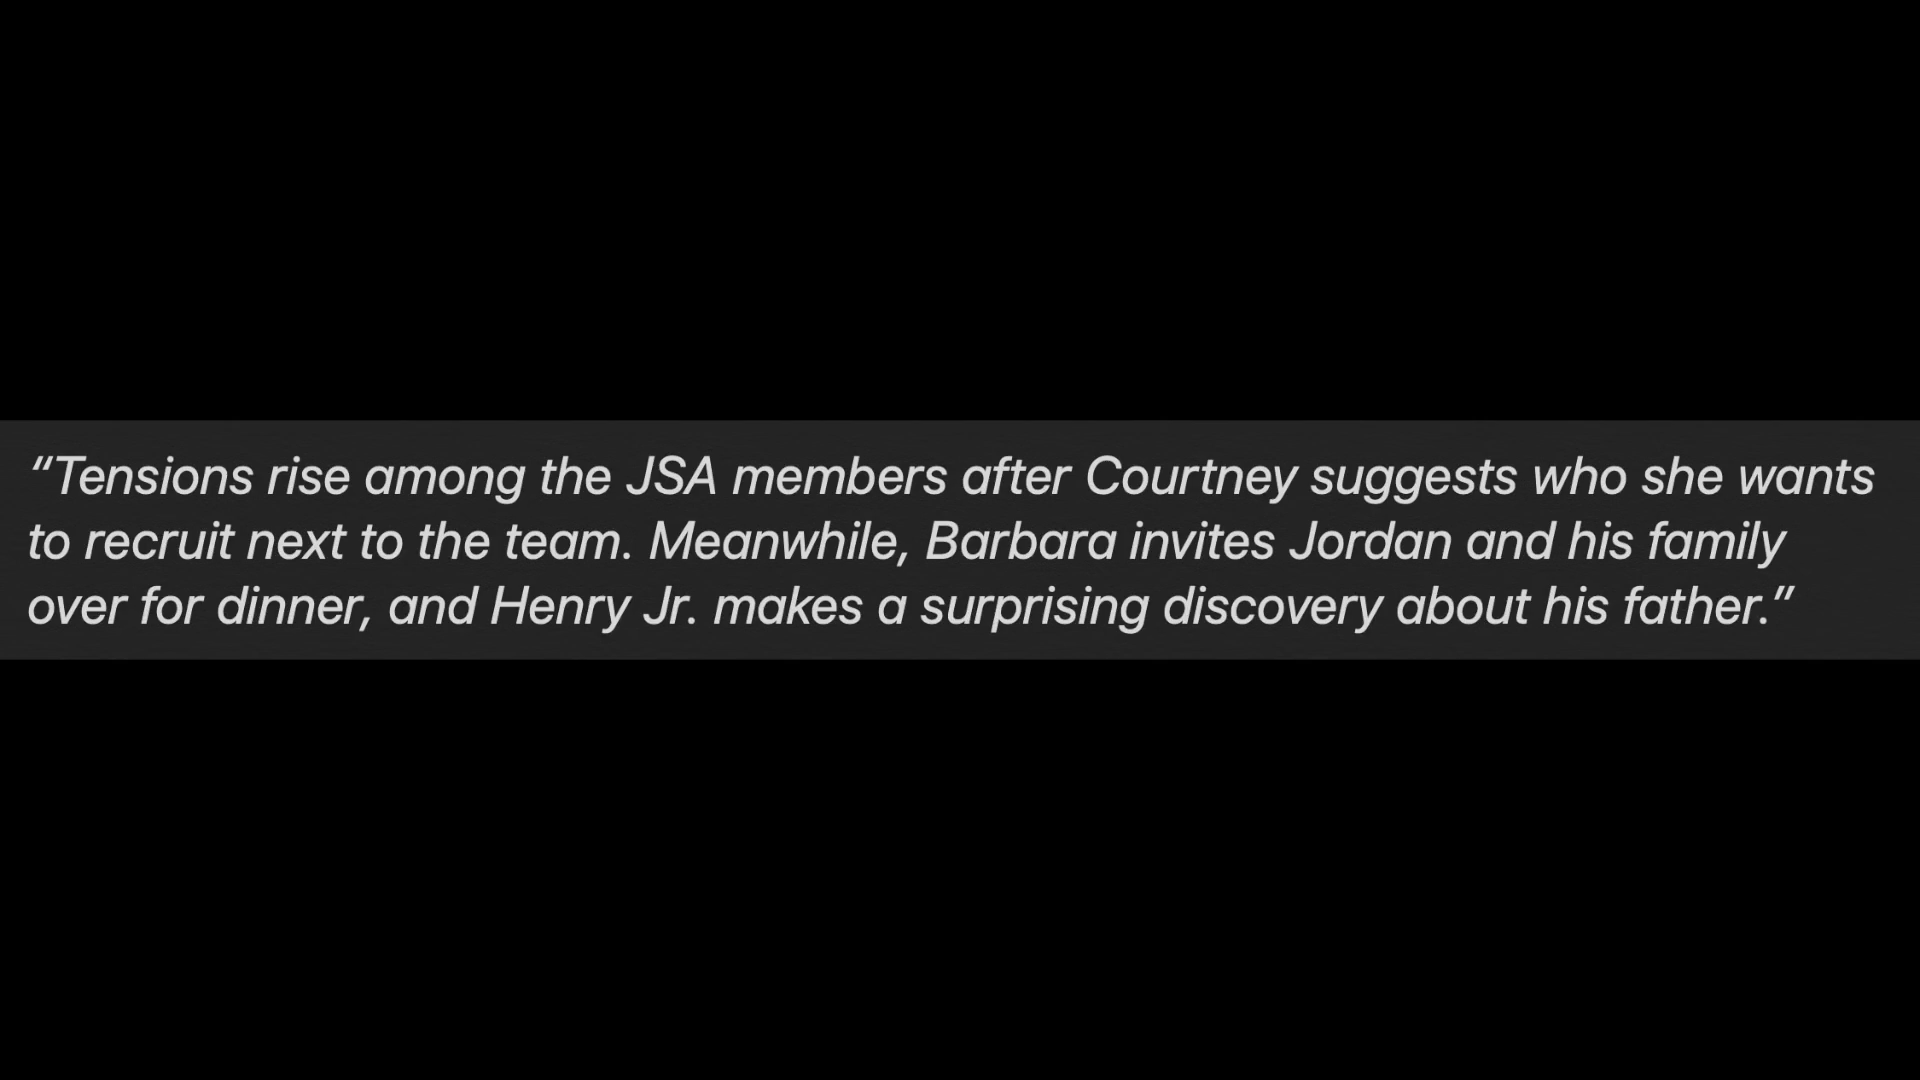 “Tensions rise among the JSA members after Courtney suggests who she wants
to recruit next to the team. Meanwhile, Barbara invites Jordan and his family
over for dinner, and Henry Jr. makes a surprising discovery about his father.”